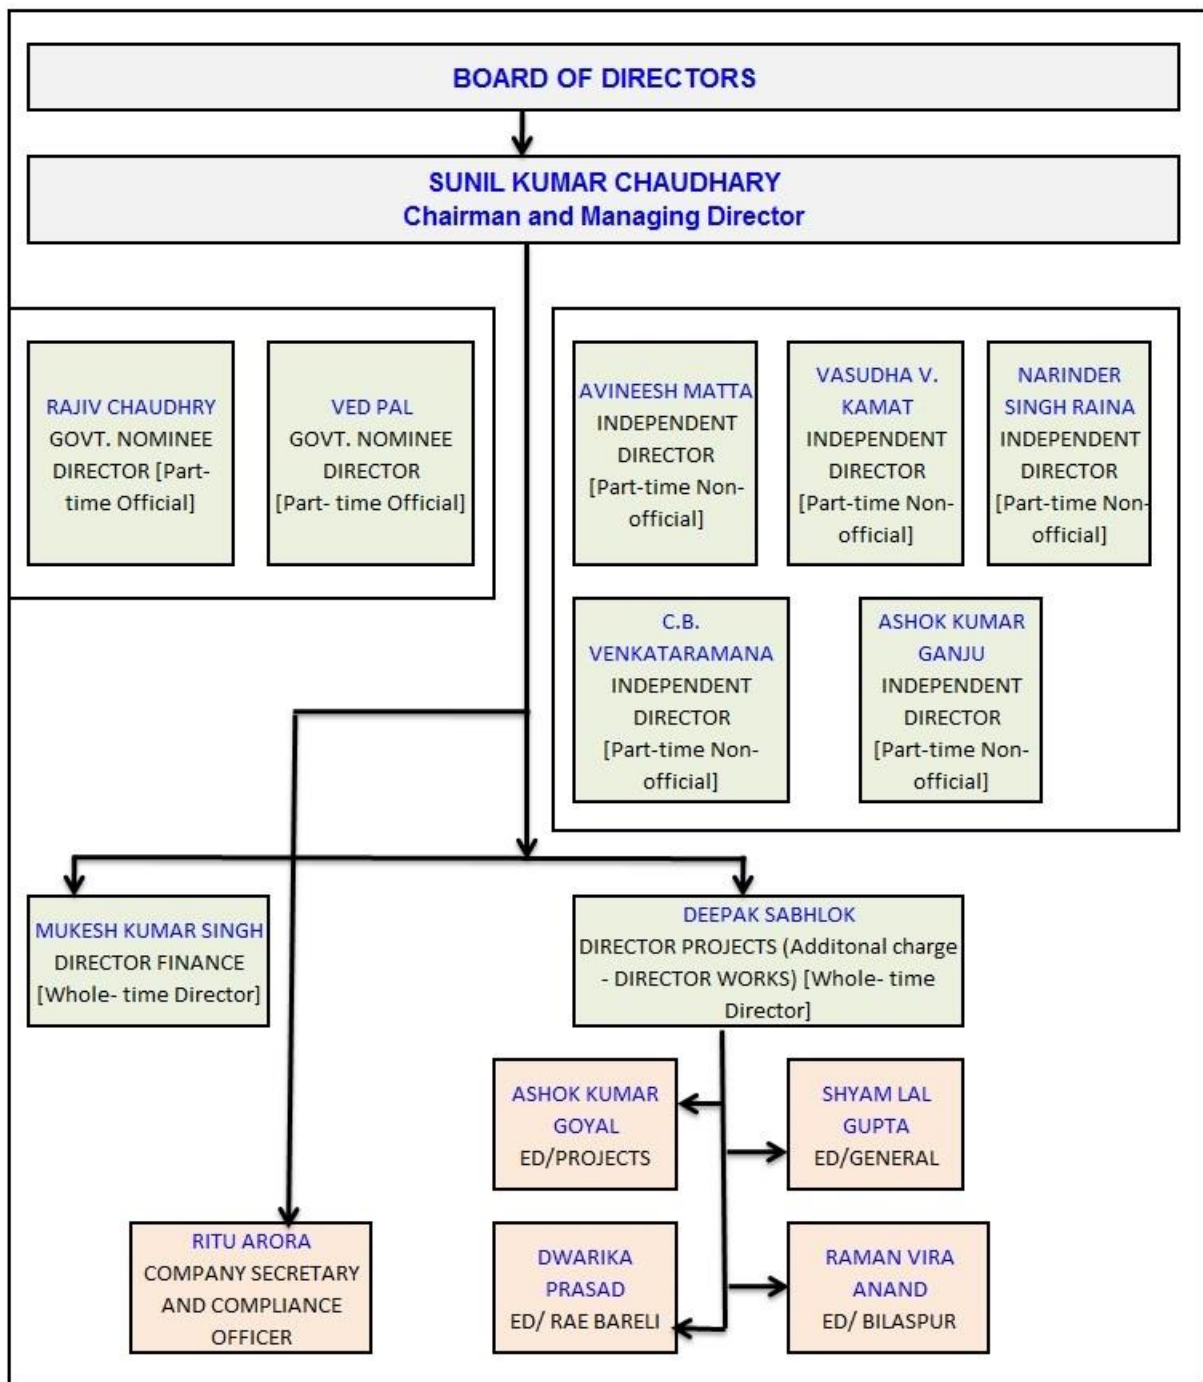 BOARD OF DIRECTORS
SUNIL KUMAR CHAUDHARY
Chairman and Managing Director
RAJIV CHAUDHRY
GOVT. NOMINEE
DIRECTOR [Part-
time Official]
VED PAL
GOVT. NOMINEE
DIRECTOR
[Part- time Official]
AVINEESH MATTA
INDEPENDENT
DIRECTOR
[Part-time Non-
official]
VASUDHA V.
KAMAT
INDEPENDENT
DIRECTOR
[Part-time Non-
official]
NARINDER
SINGH RAINA
INDEPENDENT
DIRECTOR
[Part-time Non-
official]
C.B.
VENKATARAMANA
INDEPENDENT
DIRECTOR
[Part-time Non-
official]
ASHOK KUMAR
GANJU
INDEPENDENT
DIRECTOR
[Part-time Non-
official]
MUKESH KUMAR SINGH
DIRECTOR FINANCE
[Whole- time Director]
DEEPAK SABHLOK
DIRECTOR PROJECTS (Additonal charge
- DIRECTOR WORKS) [Whole- time
Director]
ASHOK KUMAR
GOYAL
ED/PROJECTS
SHYAM LAL
GUPTA
ED/GENERAL
RITU ARORA
COMPANY SECRETARY
AND COMPLIANCE
OFFICER
DWARIKA
PRASAD
ED/ RAE BARELI
RAMAN VIRA
ANAND
ED/ BILASPUR